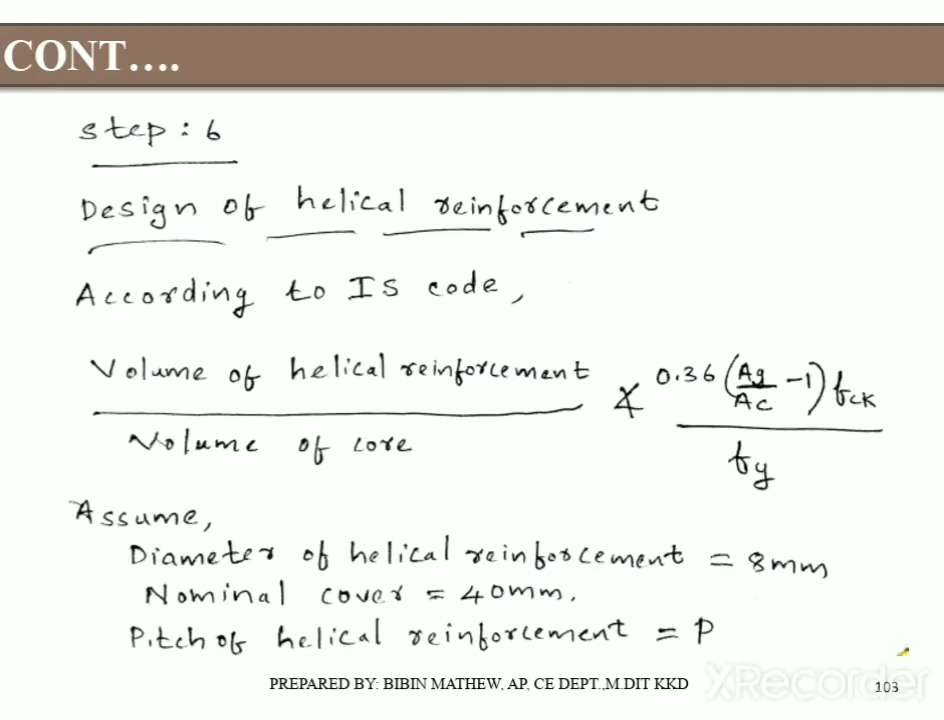 CONT….
Step : 6
Design of helical reinforcement
According to IS code,
Volume of helical reinforcement / Volume of core ≮ 0.36 (Ag/Ac - 1) fck / fy
Assume,
Diameter of helical reinforcement = 8mm
Nominal cover = 40mm.
Pitch of helical reinforcement = P
PREPARED BY: BIBIN MATHEW, AP, CE DEPT.,M.DIT KKD
XRecorder
103